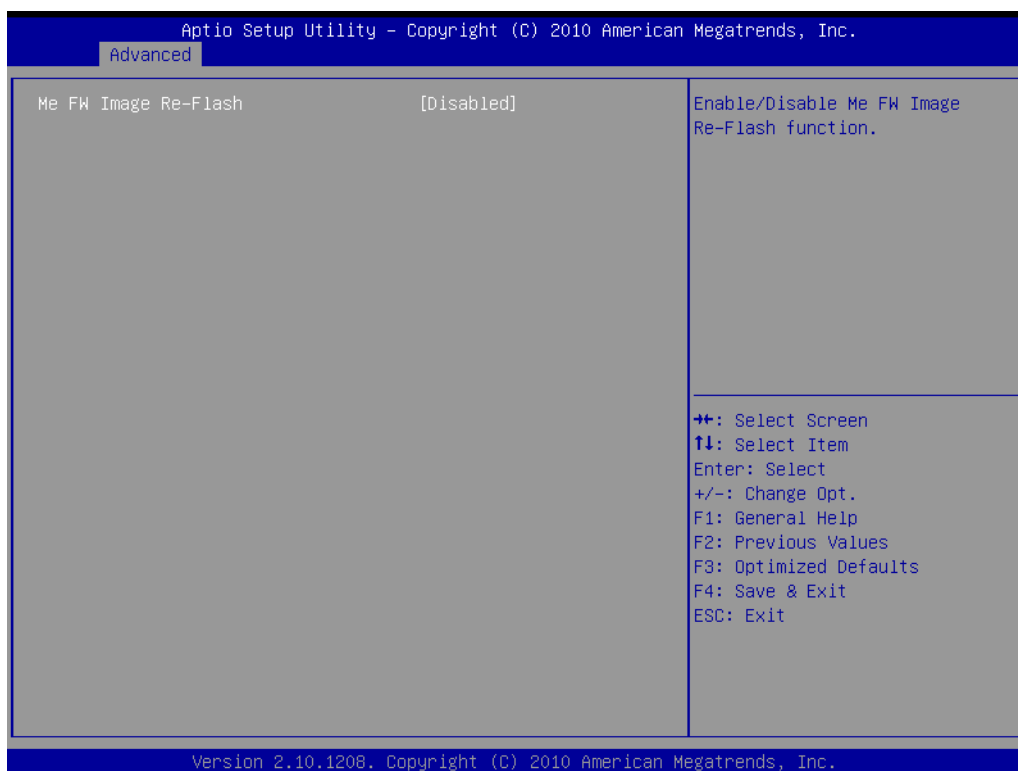 Aptio Setup Utility – Copyright (C) 2010 American Megatrends, Inc.
Advanced
Me FW Image Re–Flash [Disabled]
Enable/Disable Me FW Image
Re–Flash function.
→←: Select Screen
↑↓: Select Item
Enter: Select
+/–: Change Opt.
F1: General Help
F2: Previous Values
F3: Optimized Defaults
F4: Save & Exit
ESC: Exit
Version 2.10.1208. Copyright (C) 2010 American Megatrends, Inc.